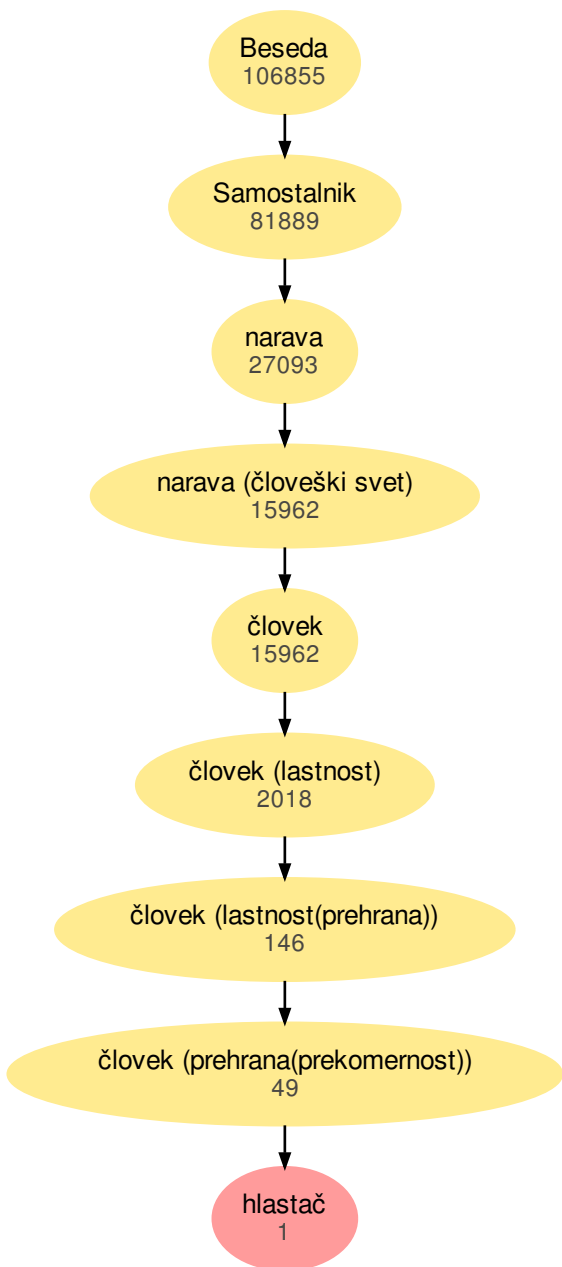 Beseda
106855
Samostalnik
81889
narava
27093
narava (človeški svet)
15962
človek
15962
človek (lastnost)
2018
človek (lastnost(prehrana))
146
človek (prehrana(prekomernost))
49
hlastač
1